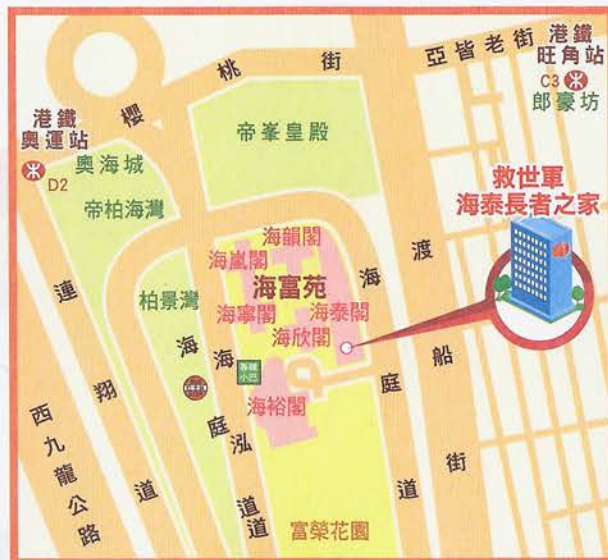 港鐵
旺角站
C3
郎豪坊
亞皆老街
櫻桃街
港鐵
奧運站
D2
奧海城
帝峯皇殿
帝柏海灣
救世軍
海泰長者之家
海韻閣
海嵐閣
海富苑
海寧閣
海泰閣
海欣閣
柏景灣
專線
小巴
海裕閣
連翔道
西九龍公路
海庭道
海泓道
海庭道
渡船街
富榮花園